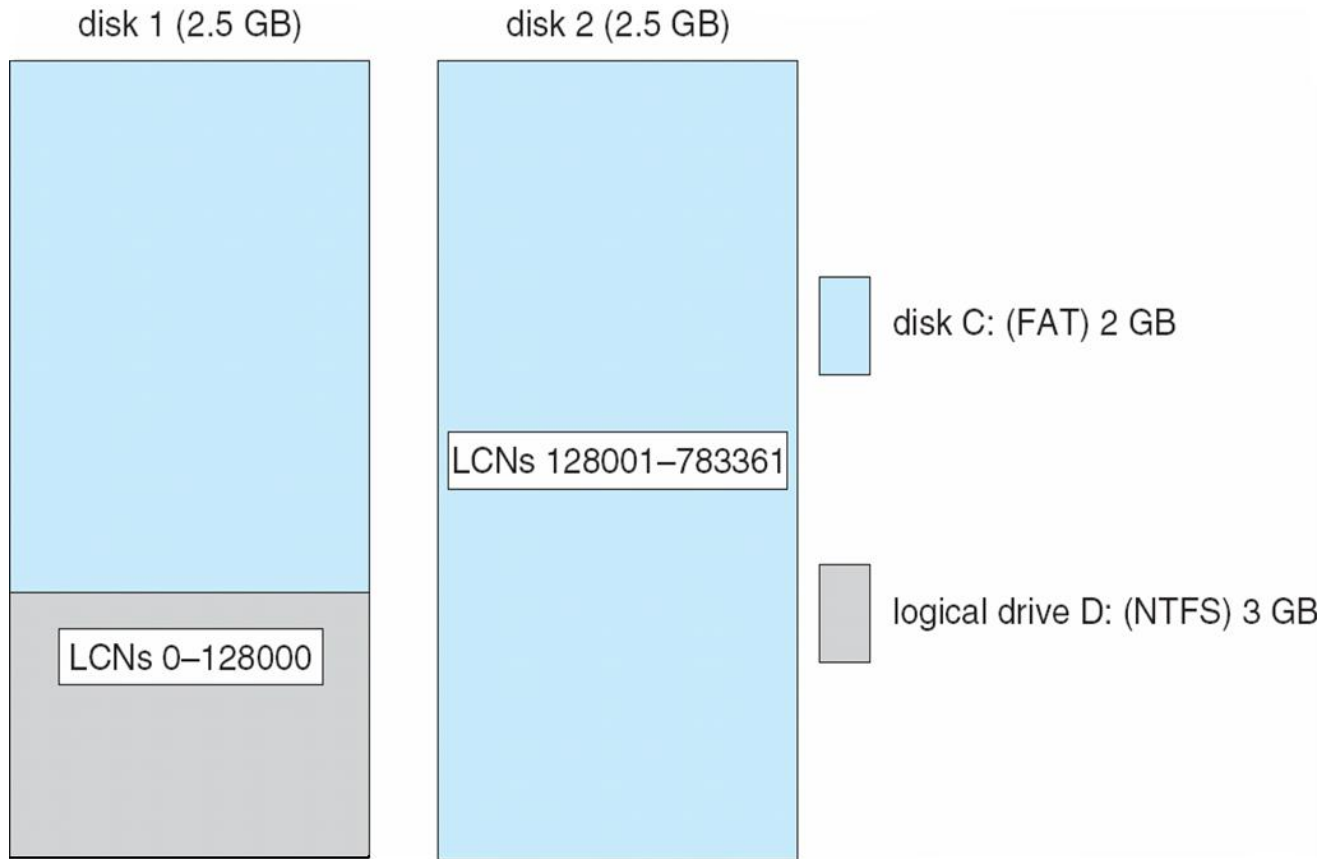 disk 1 (2.5 GB)
disk 2 (2.5 GB)
disk C: (FAT) 2 GB
LCNs 128001–783361
logical drive D: (NTFS) 3 GB
LCNs 0–128000